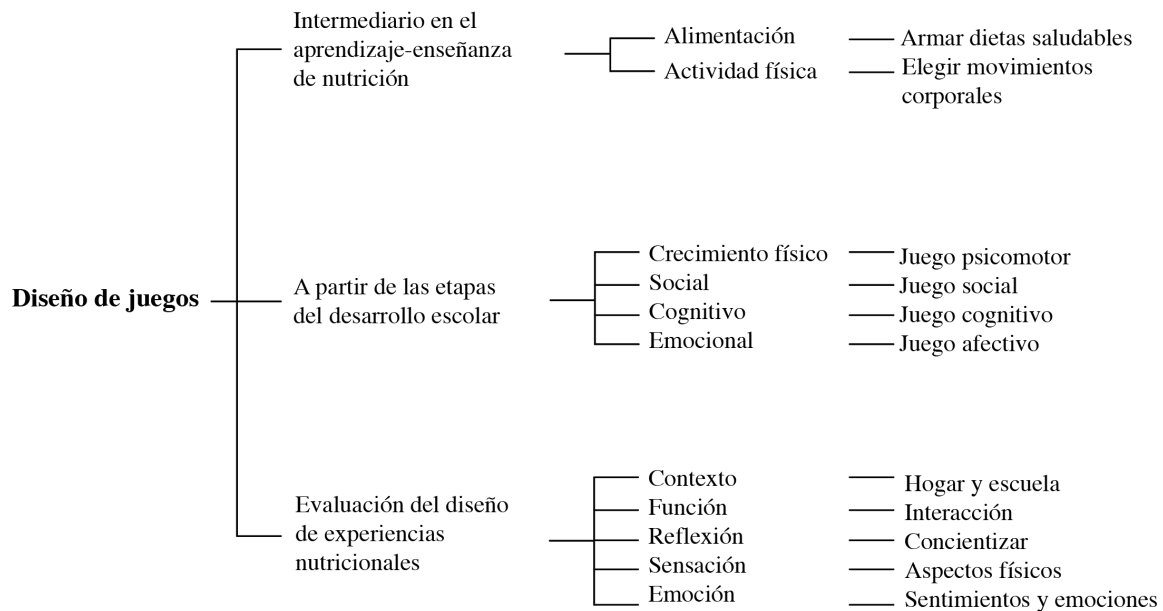 Diseño de juegos
Intermediario en el
aprendizaje-enseñanza
de nutrición
Alimentación
Armar dietas saludables
Actividad física
Elegir movimientos
corporales
A partir de las etapas
del desarrollo escolar
Crecimiento físico
Juego psicomotor
Social
Juego social
Cognitivo
Juego cognitivo
Emocional
Juego afectivo
Evaluación del diseño
de experiencias
nutricionales
Contexto
Hogar y escuela
Función
Interacción
Reflexión
Concientizar
Sensación
Aspectos físicos
Emoción
Sentimientos y emociones